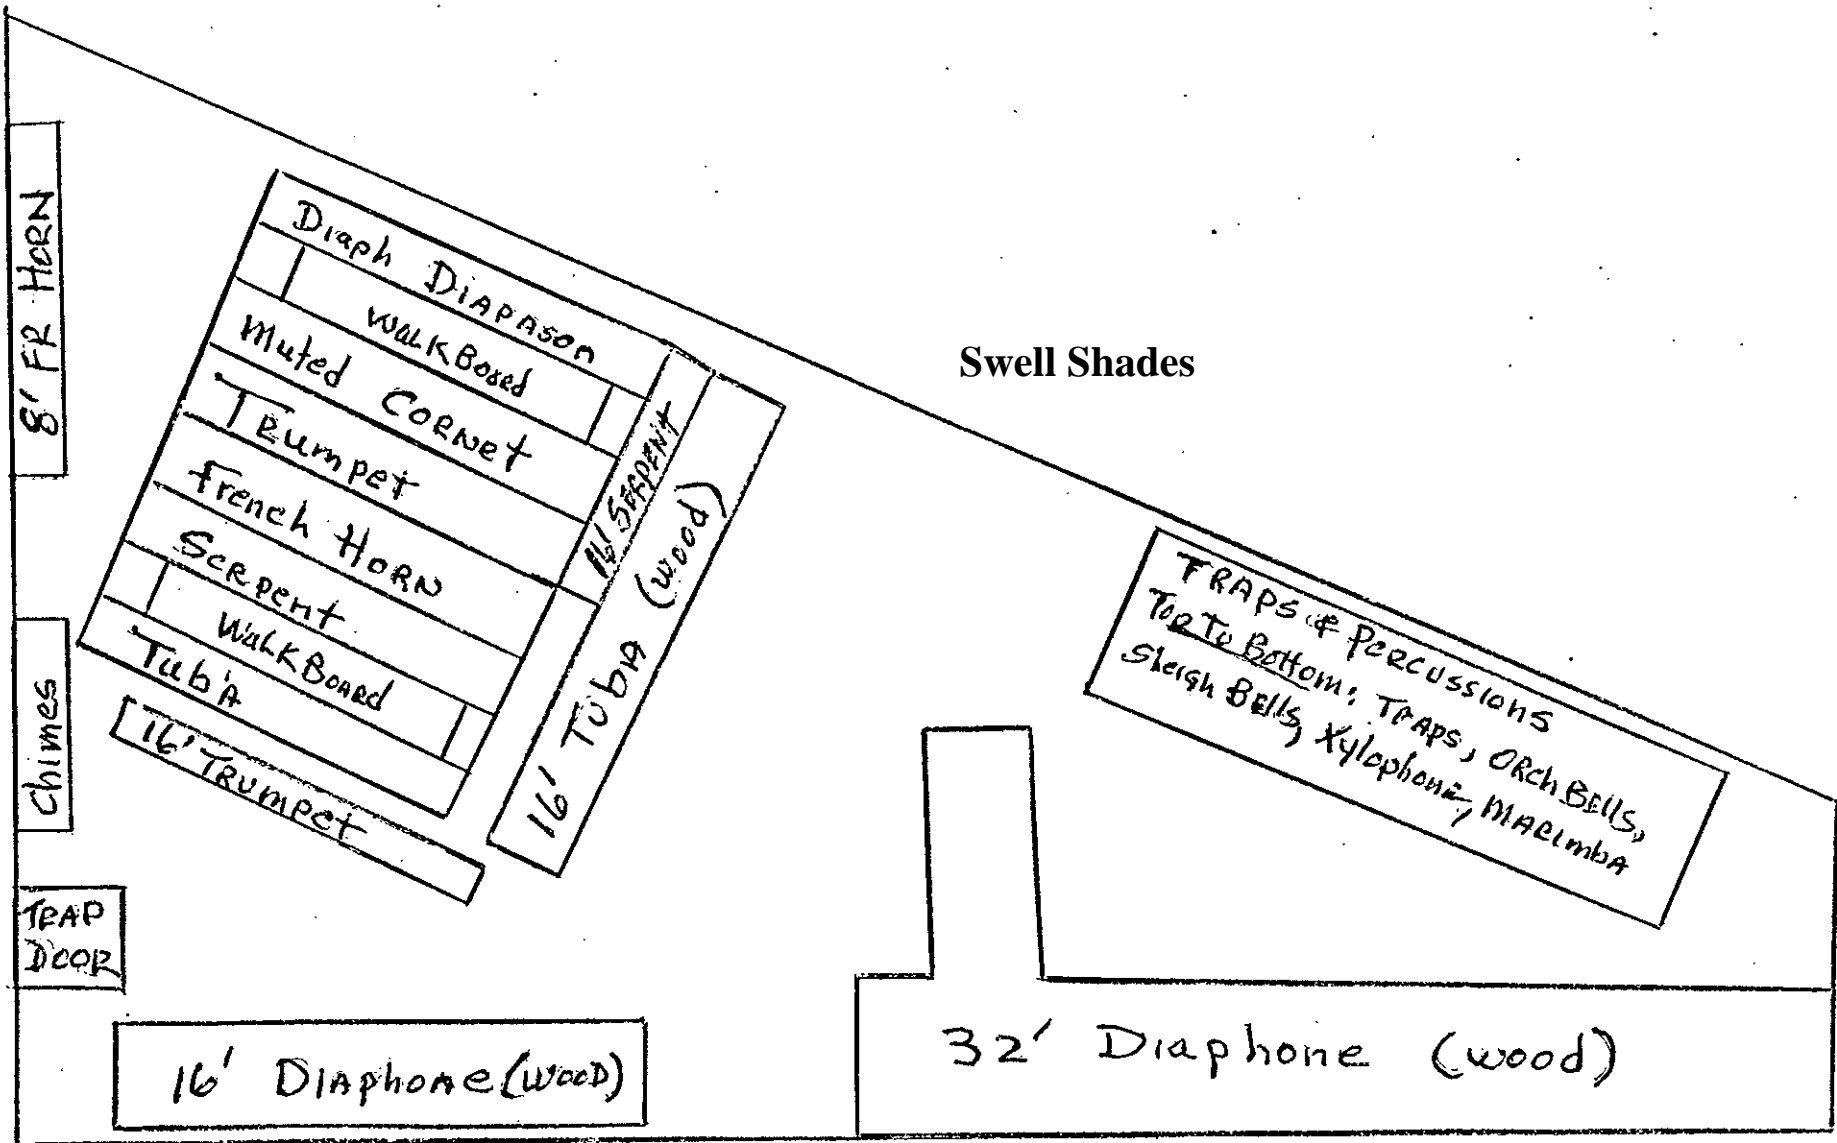 8' FR HORN
Diaph DIAPASON
WALKBoard
Muted CORNet
TRumpet
French HORN
Serpent
WalkBoard
Tuba
16' SERPENT
16' TUbA (wood)
16' TRUmpet
Swell Shades
Chimes
TRAP
DOOR
TRAPS & PERCUSSIONS
Top To Bottom: TRAPS, ORch BElls,
Sleigh Bells, Xylophone, MARImbA
16' DIAphone (WOOD)
32' Diaphone (wood)